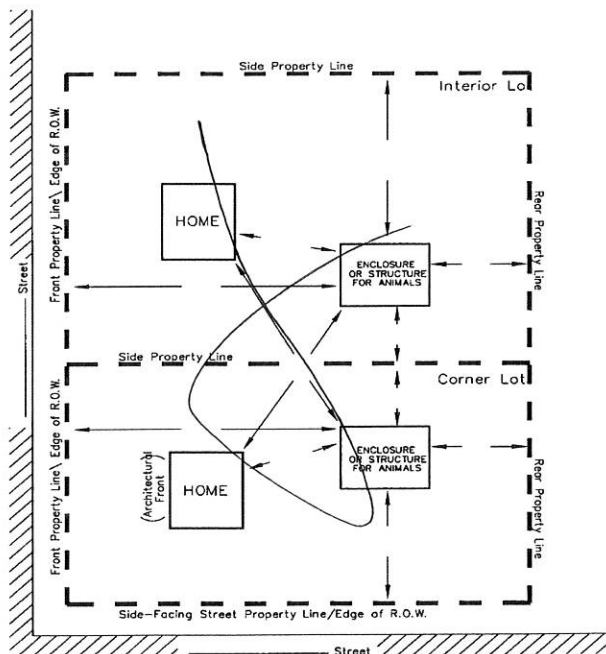 Side Property Line
Interior Lo
Front Property Line\ Edge of R.O.W.
HOME
ENCLOSURE
OR STRUCTURE
FOR ANIMALS
Rear Property Line
Street
Side Property Line
Corner Lot
Front Property Line\ Edge of R.O.W.
(Architectural
Front)
HOME
ENCLOSURE
OR STRUCTURE
FOR ANIMALS
Rear Property Line
Side-Facing Street Property Line/Edge of R.O.W.
Street